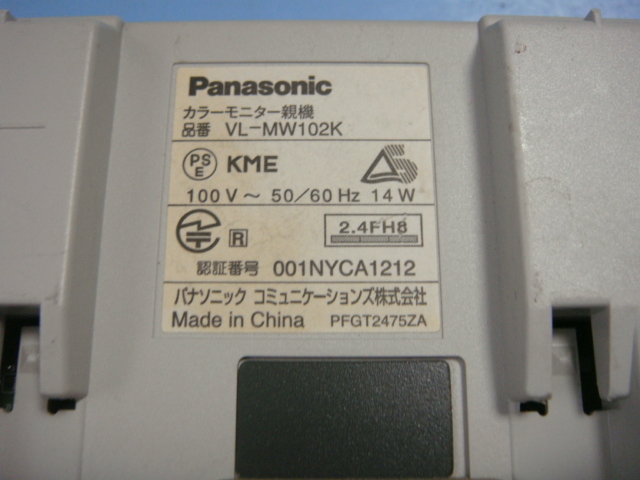 Panasonic
カラーモニター親機
品番 VL-MW102K
PS E KME
100 V ～ 50/60 Hz 14 W
R 2.4FH8
認証番号 001NYCA1212
パナソニック コミュニケーションズ株式会社
Made in China PFGT2475ZA